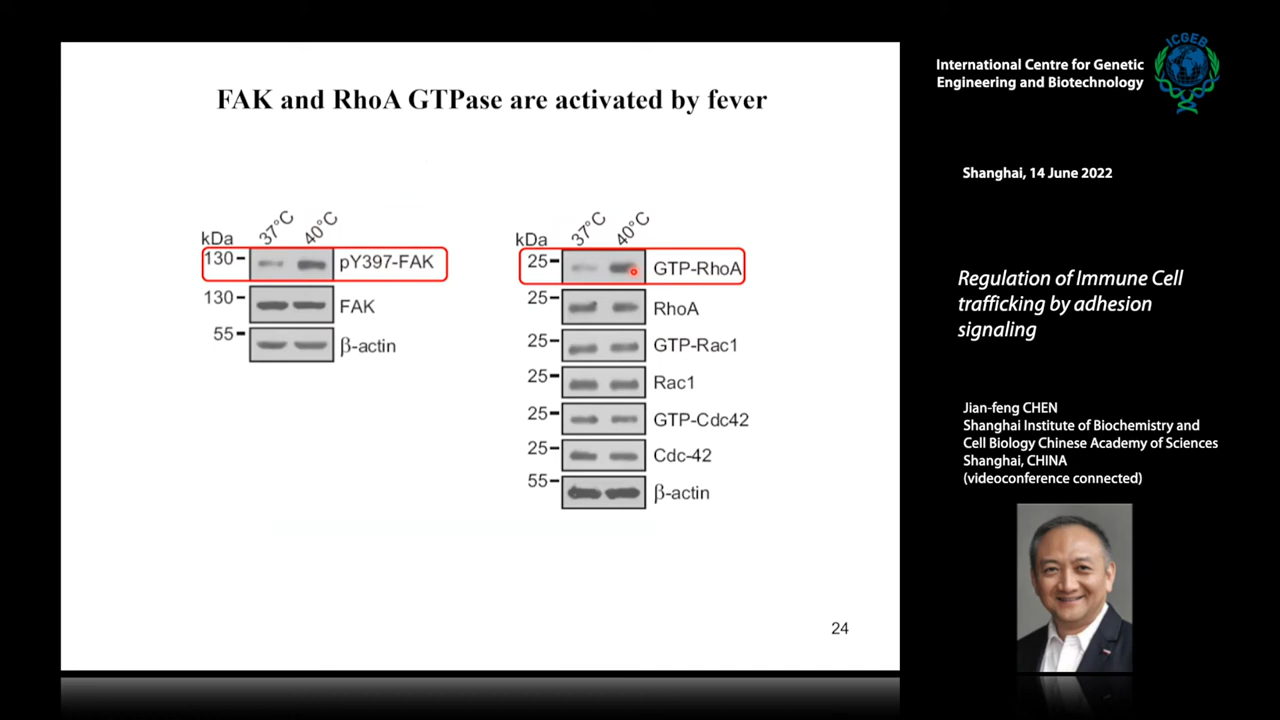 FAK and RhoA GTPase are activated by fever
kDa
37°C
40°C
130
pY397-FAK
130
FAK
55
β-actin
kDa
37°C
40°C
25
GTP-RhoA
25
RhoA
25
GTP-Rac1
25
Rac1
25
GTP-Cdc42
25
Cdc-42
55
β-actin
24
International Centre for Genetic
Engineering and Biotechnology
ICGEB
Shanghai, 14 June 2022
Regulation of Immune Cell
trafficking by adhesion
signaling
Jian-feng CHEN
Shanghai Institute of Biochemistry and
Cell Biology Chinese Academy of Sciences
Shanghai, CHINA
(videoconference connected)